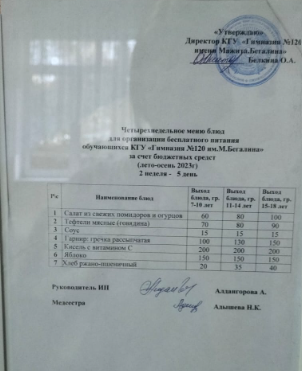 «Утверждаю»
Директор КГУ «Гимназия №120
имени Мажита Бегалина»
Белкина О.А.
Четырехнедельное меню блюд
для организации бесплатного питания
обучающихся КГУ «Гимназия №120 им.М.Бегалина»
за счет бюджетных средст
(лето-осень 2023г)
2 неделя - 5 день
Наименование блюд Выход блюда, гр. 7-10 лет Выход блюда, гр. 11-14 лет Выход блюда, гр. 15-18 лет
1 Салат из свежих помидоров и огурцов 60 80 100
2 Тефтели мясные (говядина) 70 80 90
3 Соус 15 15 15
4 Гарнир: гречка рассыпчатая 100 130 150
5 Кисель с витамином С 200 200 200
6 Яблоко 150 150 150
7 Хлеб ржано-пшеничный 20 35 40
Руководитель ИП Алдангорова А.
Медсестра Алышева Н.К.